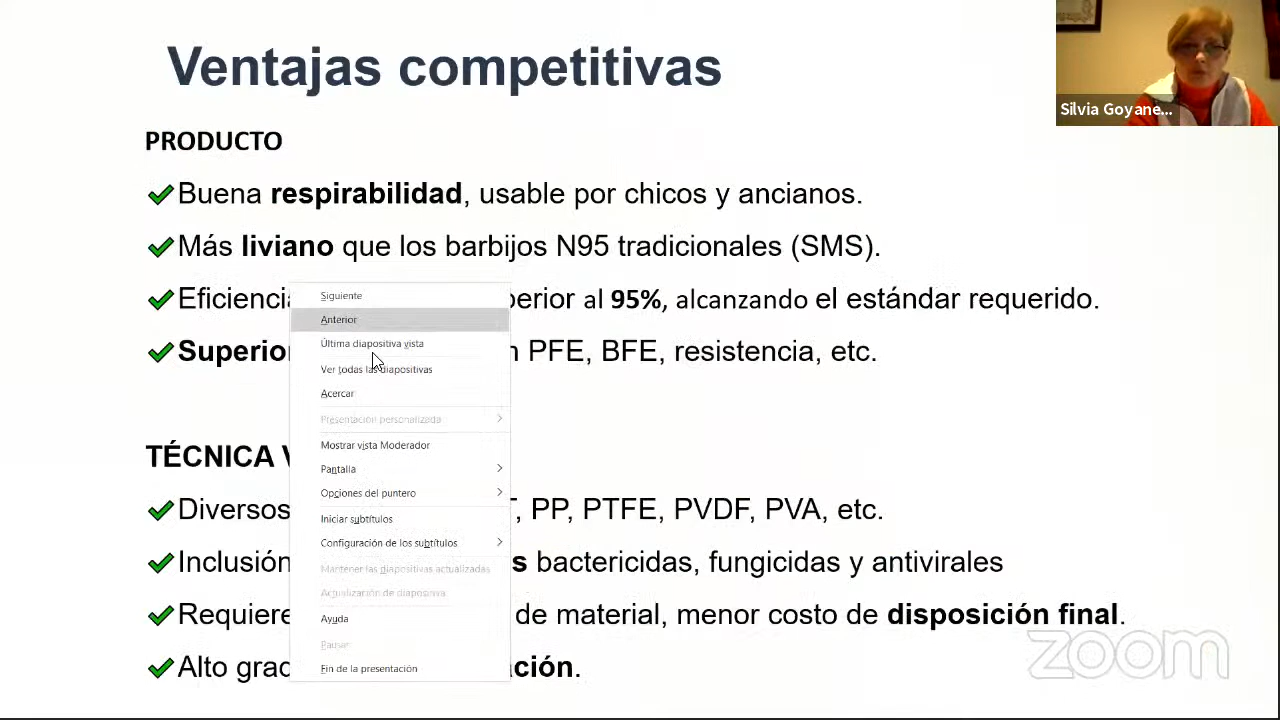 Ventajas competitivas
Silvia Goyane...
PRODUCTO
Buena respirabilidad, usable por chicos y ancianos.
Más liviano que los barbijos N95 tradicionales (SMS).
Eficiencia al 95%, alcanzando el estándar requerido.
Superior PFE, BFE, resistencia, etc.
TÉCNICA
Diversos PP, PTFE, PVDF, PVA, etc.
Inclusión bactericidas, fungicidas y antivirales
Requiere de material, menor costo de disposición final.
Alto
Siguiente
Anterior
Última diapositiva vista
Ver todas las diapositivas
Acercar
Presentación personalizada
Mostrar vista Moderador
Pantalla
Opciones del puntero
Iniciar subtítulos
Configuración de los subtítulos
Mantener las diapositivas actualizadas
Actualización de diapositiva
Ayuda
Pausar
Fin de la presentación
zoom